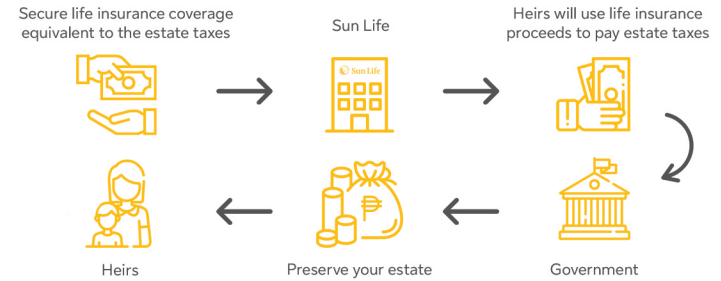 Secure life insurance coverage
equivalent to the estate taxes
Sun Life
Heirs will use life insurance
proceeds to pay estate taxes
Sun Life
₱
Heirs
Preserve your estate
Government